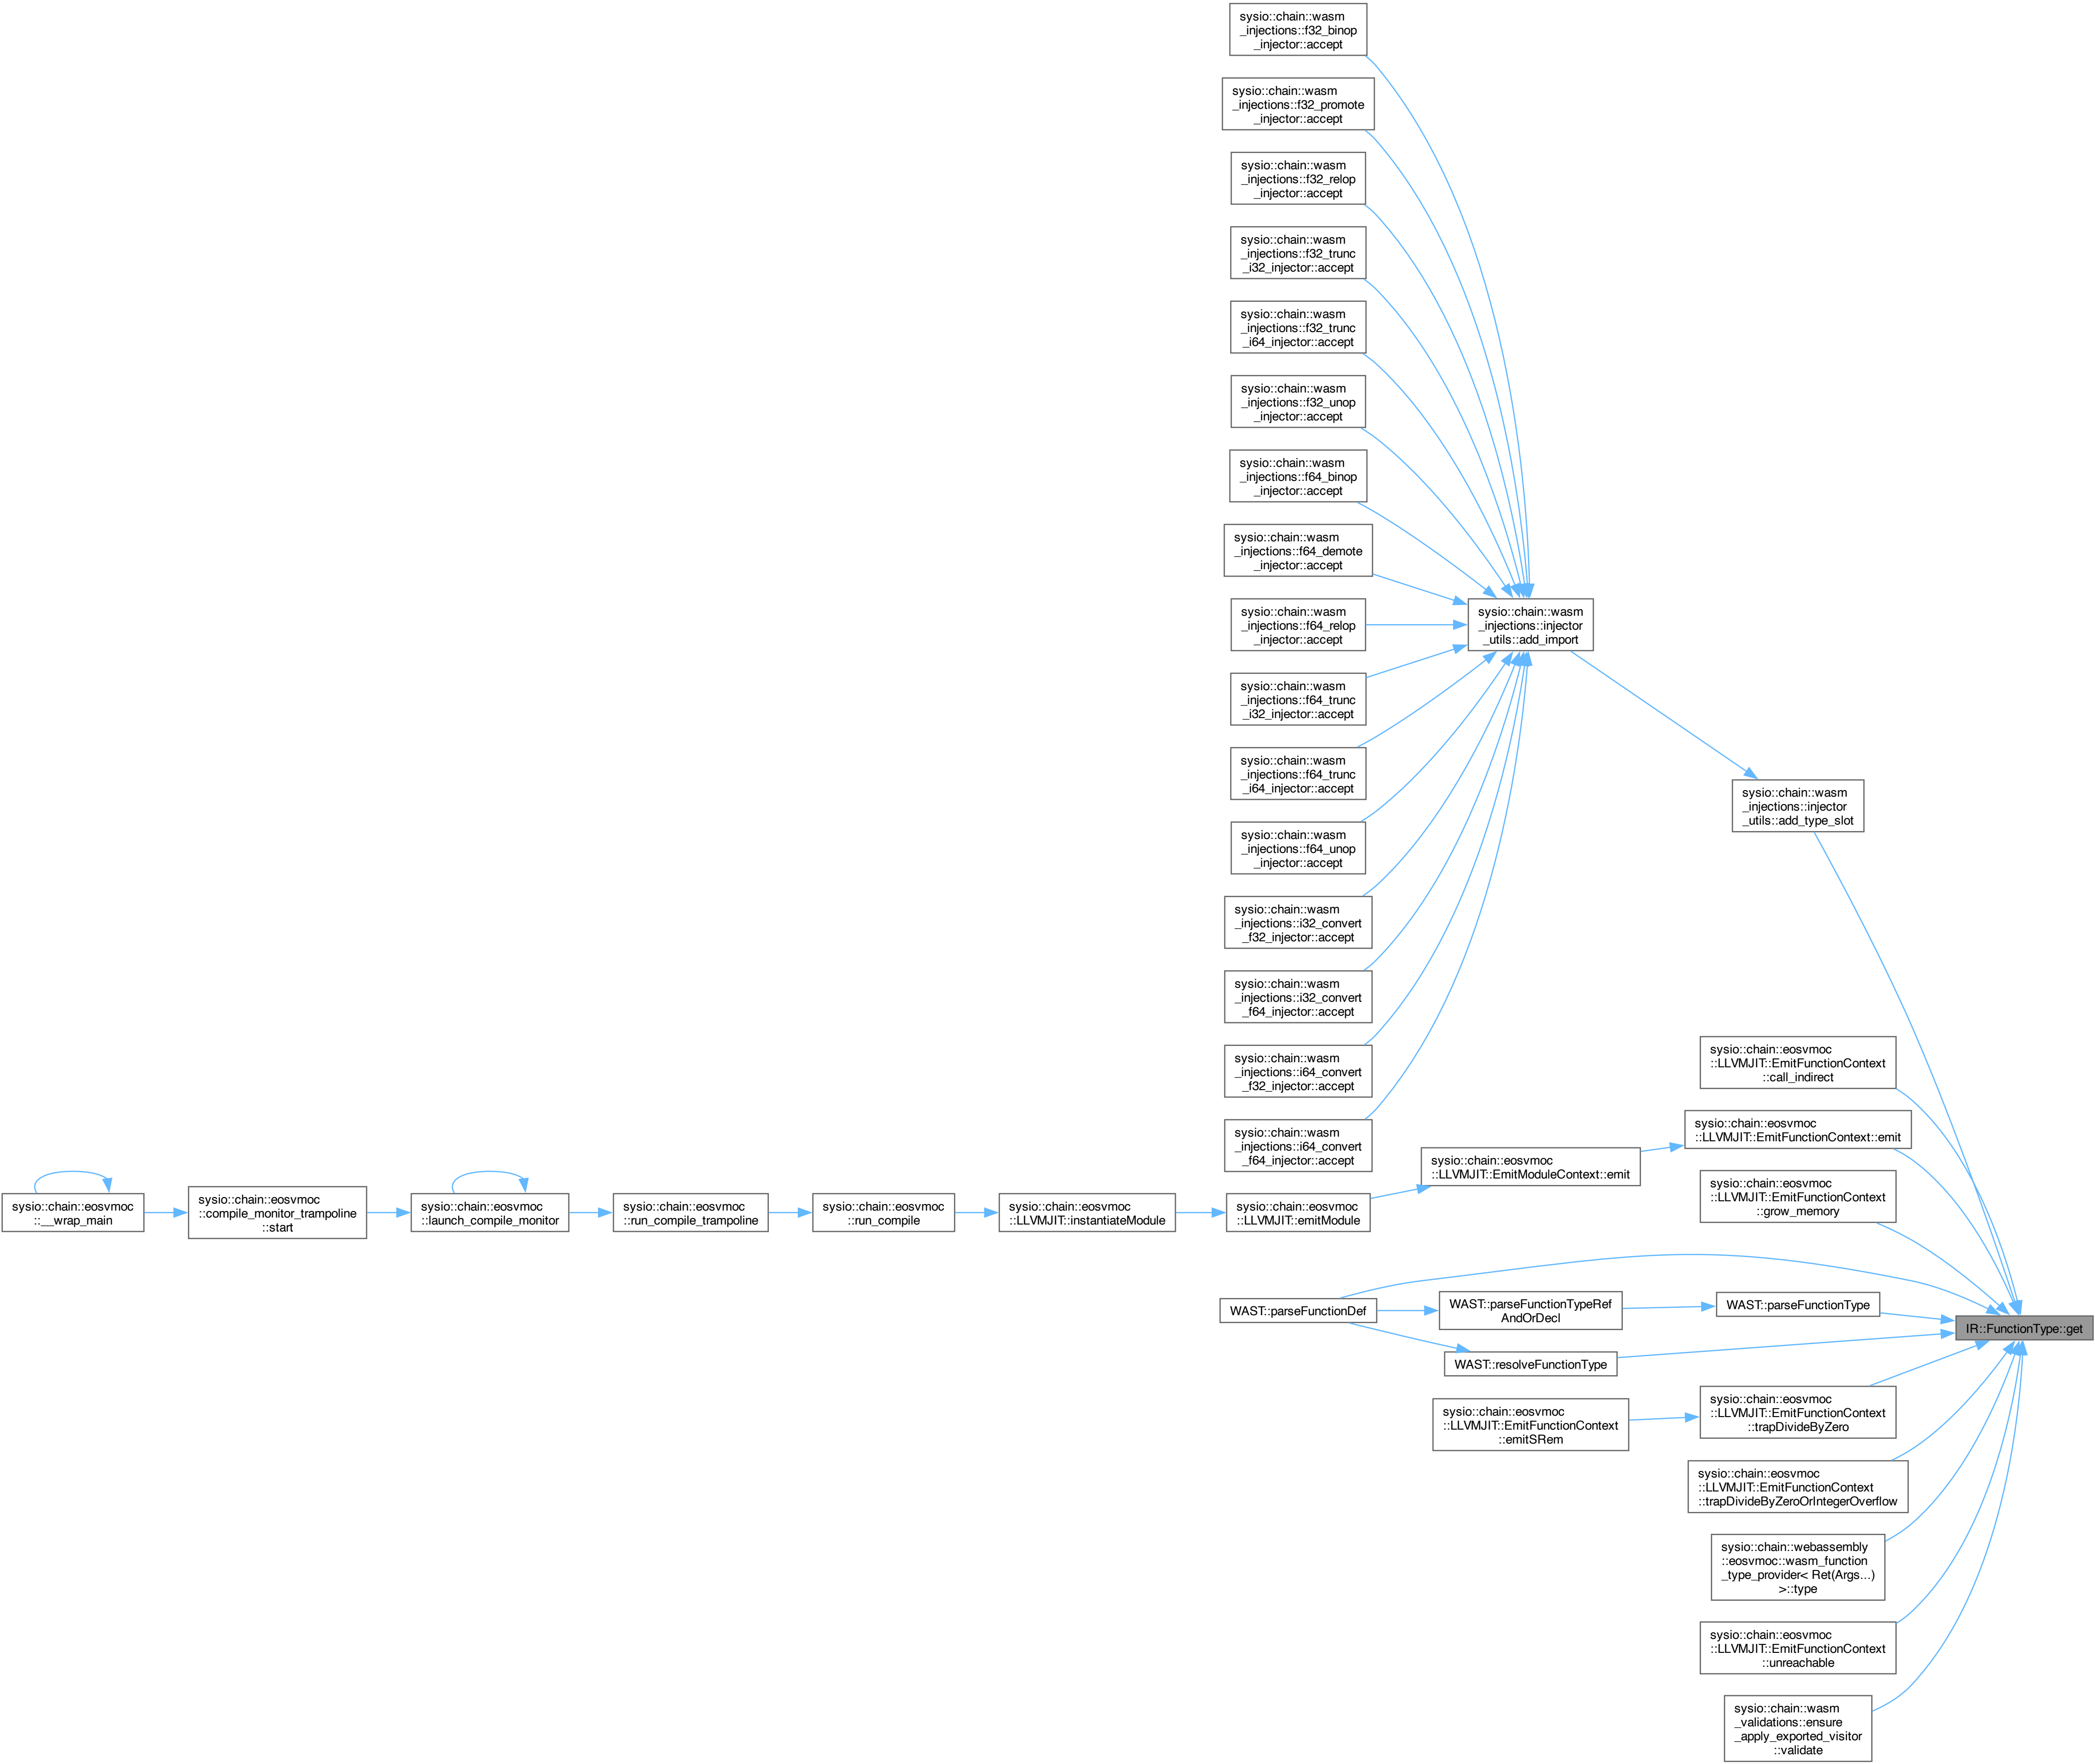 sysio::chain::wasm
_injections::f32_binop
_injector::accept
sysio::chain::wasm
_injections::f32_promote
_injector::accept
sysio::chain::wasm
_injections::f32_relop
_injector::accept
sysio::chain::wasm
_injections::f32_trunc
_i32_injector::accept
sysio::chain::wasm
_injections::f32_trunc
_i64_injector::accept
sysio::chain::wasm
_injections::f32_unop
_injector::accept
sysio::chain::wasm
_injections::f64_binop
_injector::accept
sysio::chain::wasm
_injections::f64_demote
_injector::accept
sysio::chain::wasm
_injections::f64_relop
_injector::accept
sysio::chain::wasm
_injections::injector
_utils::add_import
sysio::chain::wasm
_injections::f64_trunc
_i32_injector::accept
sysio::chain::wasm
_injections::f64_trunc
_i64_injector::accept
sysio::chain::wasm
_injections::injector
_utils::add_type_slot
sysio::chain::wasm
_injections::f64_unop
_injector::accept
sysio::chain::wasm
_injections::i32_convert
_f32_injector::accept
sysio::chain::wasm
_injections::i32_convert
_f64_injector::accept
sysio::chain::wasm
_injections::i64_convert
_f32_injector::accept
sysio::chain::eosvmoc
::LLVMJIT::EmitFunctionContext
::call_indirect
sysio::chain::wasm
_injections::i64_convert
_f64_injector::accept
sysio::chain::eosvmoc
::LLVMJIT::EmitFunctionContext::emit
sysio::chain::eosvmoc
::LLVMJIT::EmitModuleContext::emit
sysio::chain::eosvmoc
::__wrap_main
sysio::chain::eosvmoc
::compile_monitor_trampoline
::start
sysio::chain::eosvmoc
::launch_compile_monitor
sysio::chain::eosvmoc
::run_compile_trampoline
sysio::chain::eosvmoc
::run_compile
sysio::chain::eosvmoc
::LLVMJIT::instantiateModule
sysio::chain::eosvmoc
::LLVMJIT::emitModule
sysio::chain::eosvmoc
::LLVMJIT::EmitFunctionContext
::grow_memory
WAST::parseFunctionDef
WAST::parseFunctionTypeRef
AndOrDecl
WAST::parseFunctionType
IR::FunctionType::get
WAST::resolveFunctionType
sysio::chain::eosvmoc
::LLVMJIT::EmitFunctionContext
::emitSRem
sysio::chain::eosvmoc
::LLVMJIT::EmitFunctionContext
::trapDivideByZero
sysio::chain::eosvmoc
::LLVMJIT::EmitFunctionContext
::trapDivideByZeroOrIntegerOverflow
sysio::chain::webassembly
::eosvmoc::wasm_function
_type_provider< Ret(Args...)
>::type
sysio::chain::eosvmoc
::LLVMJIT::EmitFunctionContext
::unreachable
sysio::chain::wasm
_validations::ensure
_apply_exported_visitor
::validate